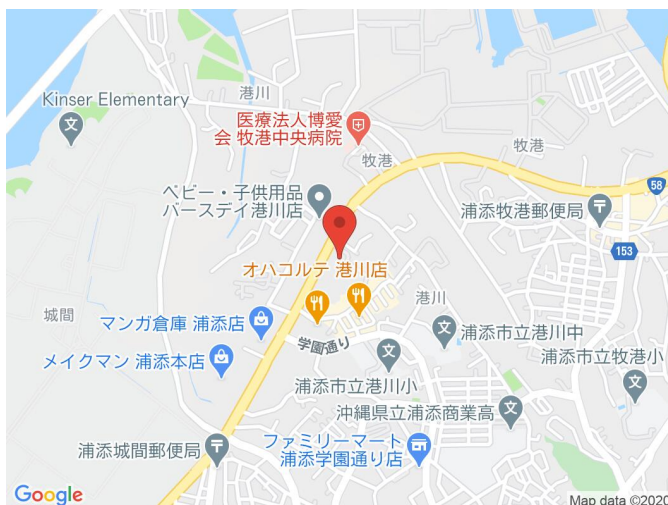 Kinser Elementary
港川
医療法人博愛
会 牧港中央病院
牧港
牧港
58
ベビー・子供用品
バースデイ港川店
浦添牧港郵便局
153
オハコルテ 港川店
城間
マンガ倉庫 浦添店
港川
学園通り
浦添市立港川中
メイクマン 浦添本店
浦添市立牧港小
浦添市立港川小
沖縄県立浦添商業高
浦添城間郵便局
ファミリーマート
浦添学園通り店
Google
Map data ©2020